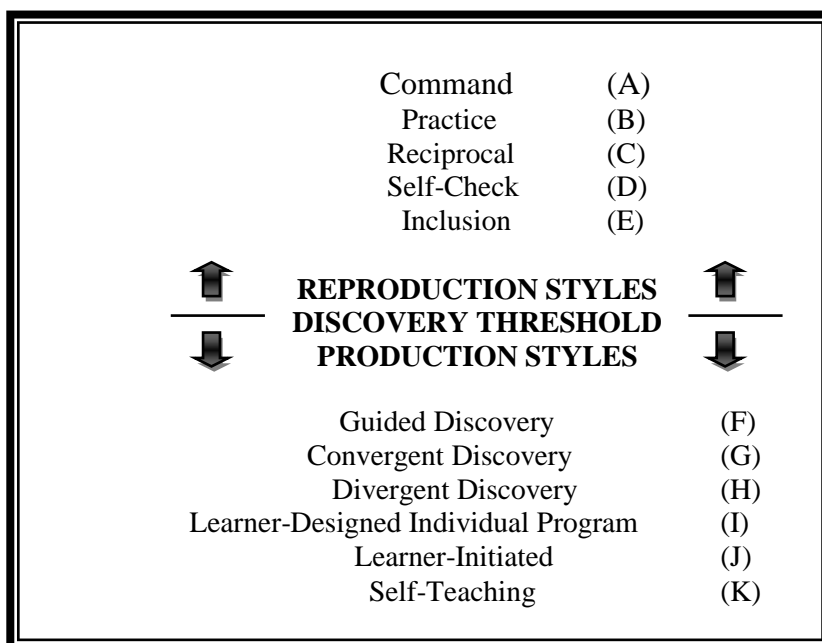 Command (A)
Practice (B)
Reciprocal (C)
Self-Check (D)
Inclusion (E)
REPRODUCTION STYLES
DISCOVERY THRESHOLD
PRODUCTION STYLES
Guided Discovery (F)
Convergent Discovery (G)
Divergent Discovery (H)
Learner-Designed Individual Program (I)
Learner-Initiated (J)
Self-Teaching (K)